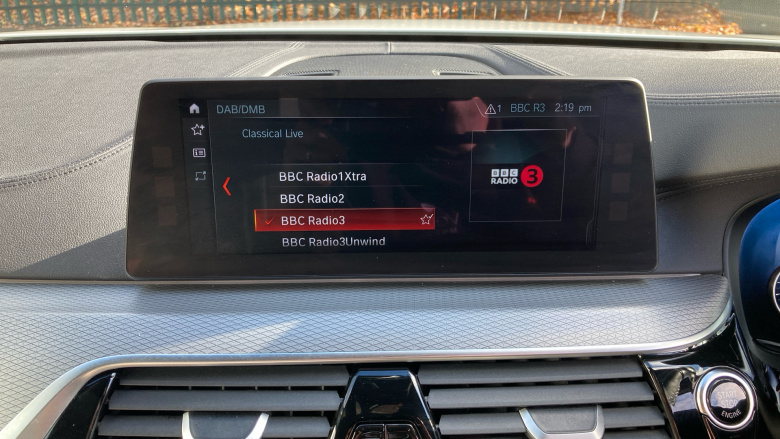 DAB/DMB
1 BBC R3 2:19 pm
Classical Live
BBC Radio1Xtra
BBC Radio2
BBC Radio3
BBC Radio3Unwind
BBC
RADIO 3
START
STOP
ENGINE